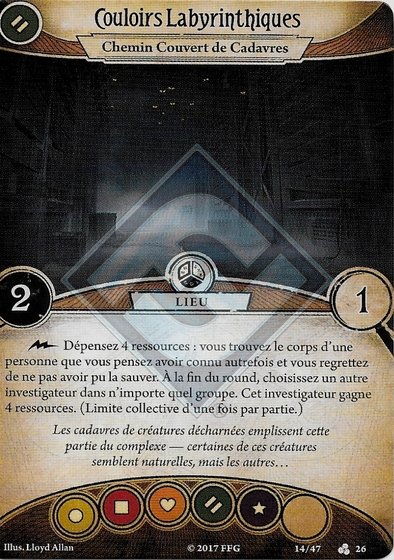 Couloirs Labyrinthiques
Chemin Couvert de Cadavres
2
LIEU
1
Dépensez 4 ressources : vous trouvez le corps d'une
personne que vous pensez avoir connu autrefois et vous regrettez
de ne pas avoir pu la sauver. À la fin du round, choisissez un autre
investigateur dans n'importe quel groupe. Cet investigateur gagne
4 ressources. (Limite collective d'une fois par partie.)
Les cadavres de créatures décharnées emplissent cette
partie du complexe — certaines de ces créatures
semblent naturelles, mais les autres…
Illus. Lloyd Allan
© 2017 FFG
14/47
26